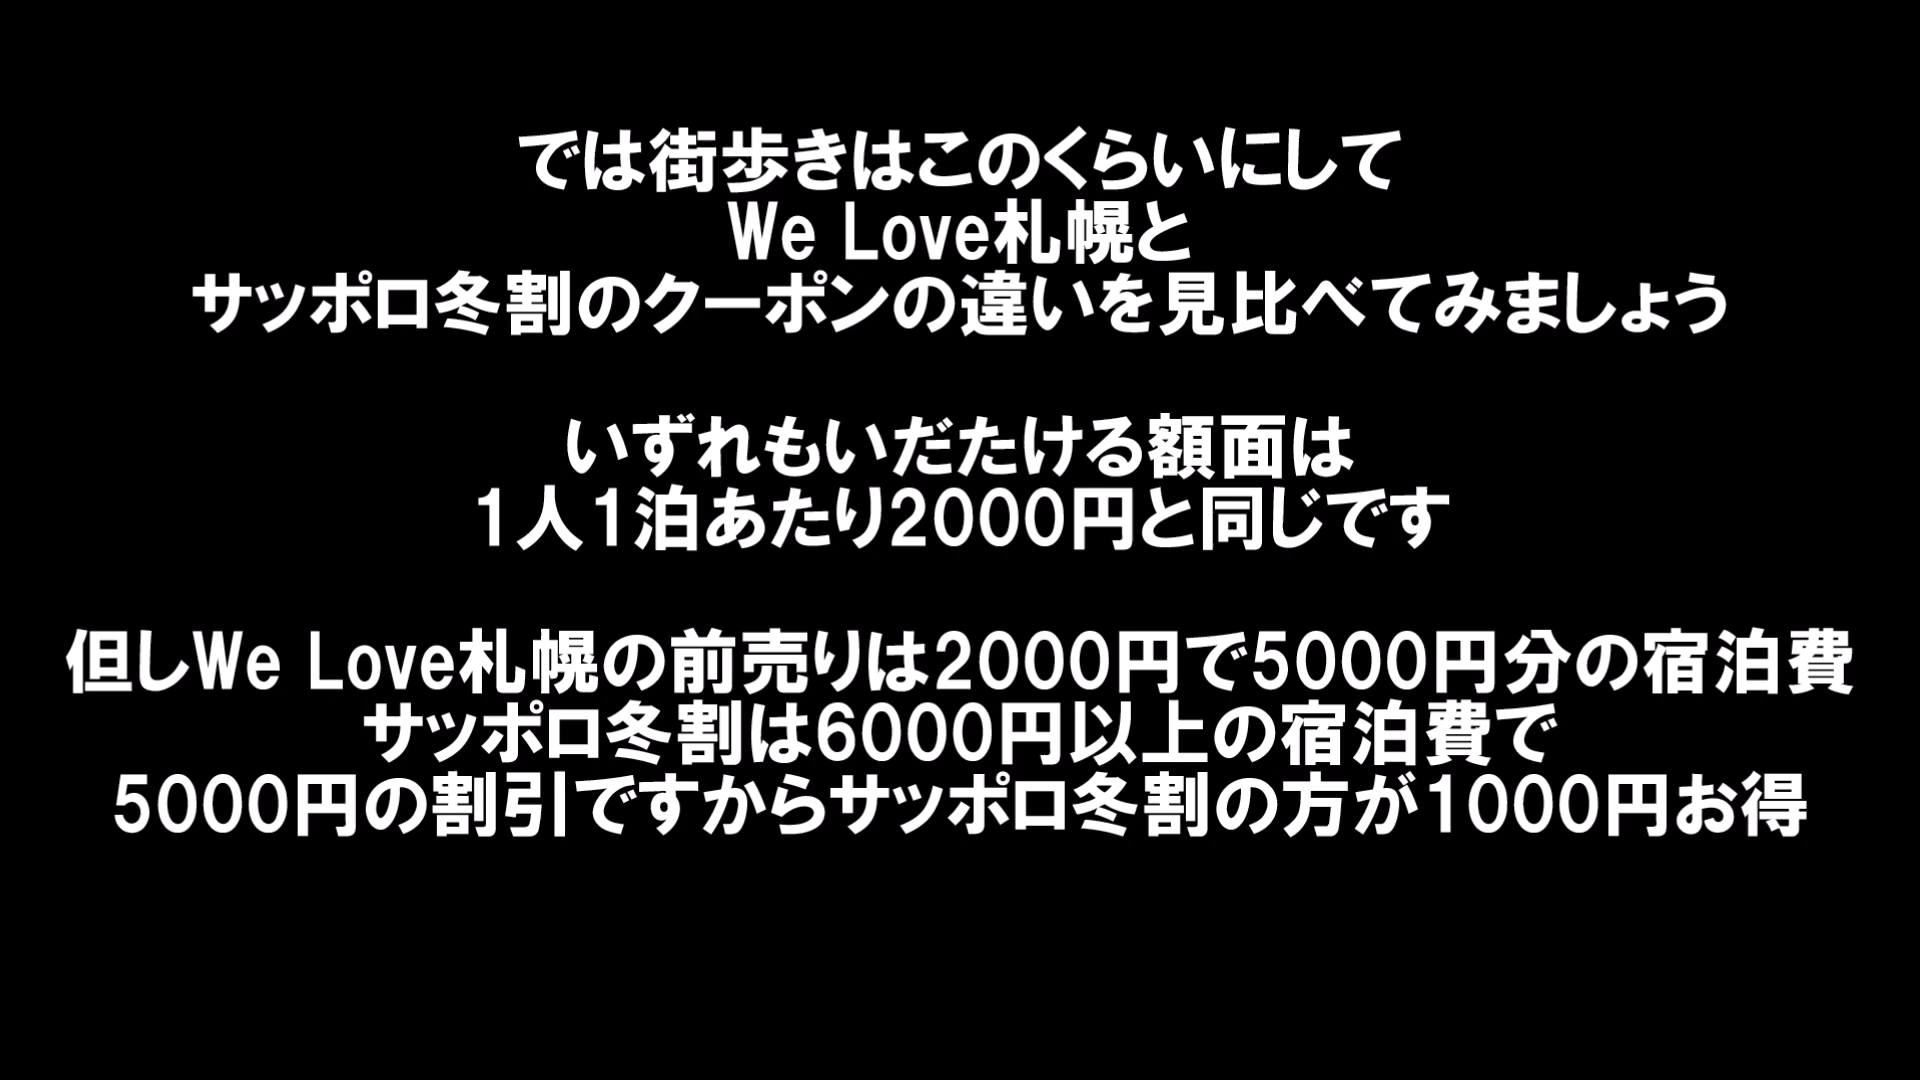 では街歩きはこのくらいにして
We Love札幌と
サッポロ冬割のクーポンの違いを見比べてみましょう
いずれもいだたける額面は
1人1泊あたり2000円と同じです
但しWe Love札幌の前売りは2000円で5000円分の宿泊費
サッポロ冬割は6000円以上の宿泊費で
5000円の割引ですからサッポロ冬割の方が1000円お得